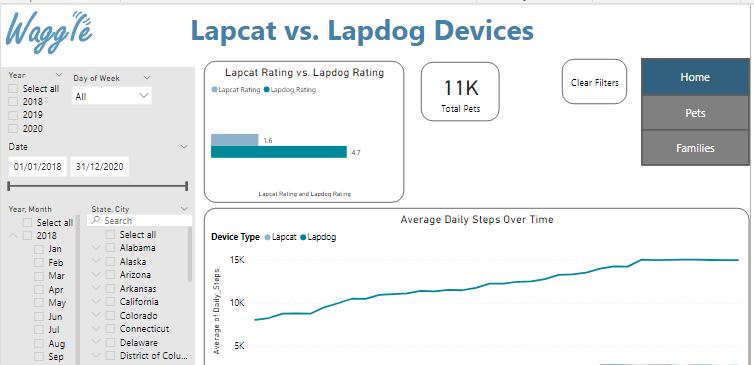 Waggle
Lapcat vs. Lapdog Devices
Year
Select all
2018
2019
2020
Day of Week
All
Date
01/01/2018
31/12/2020
Year, Month
Select all
2018
Jan
Feb
Mar
Apr
May
Jun
Jul
Aug
Sep
State, City
Search
Select all
Alabama
Alaska
Arizona
Arkansas
California
Colorado
Connecticut
Delaware
District of Colu...
Lapcat Rating vs. Lapdog Rating
Lapcat Rating Lapdog Rating
1.6
4.7
Lapcat Rating and Lapdog Rating
11K
Total Pets
Clear Filters
Home
Pets
Families
Average Daily Steps Over Time
Device Type Lapcat Lapdog
Average of Daily_Steps
15K
10K
5K